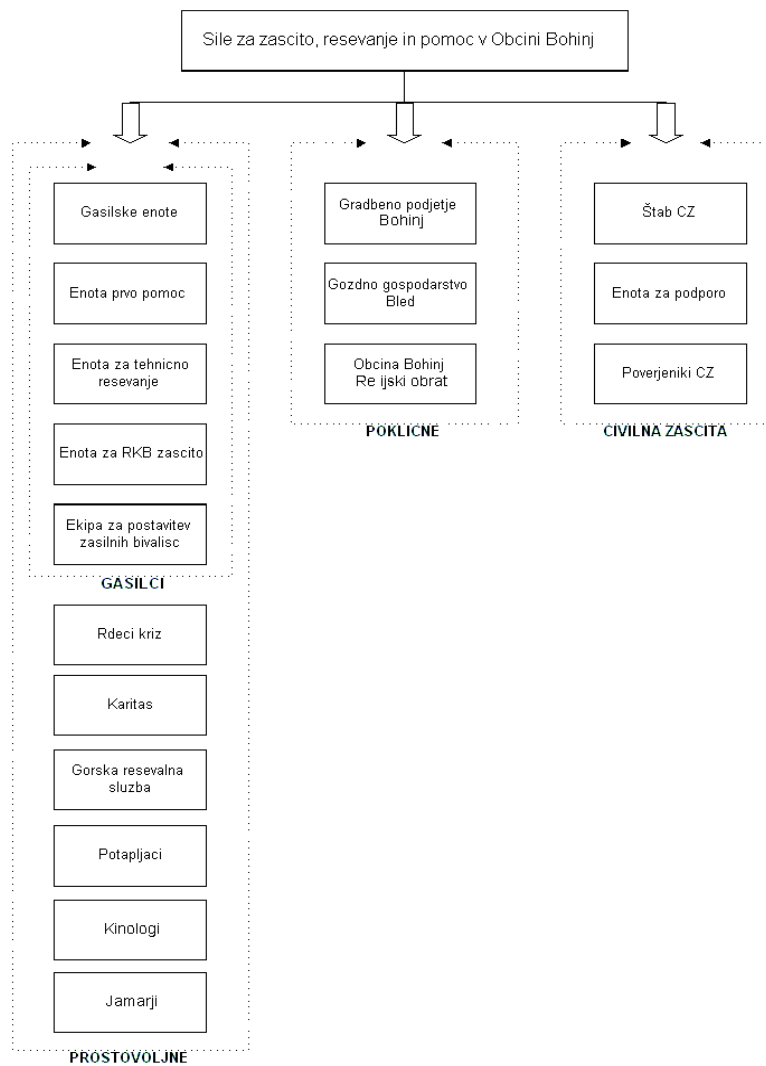 Sile za zascito, resevanje in pomoc v Obcini Bohinj
Gasilske enote
Enota prvo pomoc
Enota za tehnicno
resevanje
Enota za RKB zascito
Ekipa za postavitev
zasilnih bivalisc
GASILCI
Rdeci kriz
Karitas
Gorska resevalna
sluzba
Potapljaci
Kinologi
Jamarji
PROSTOVOLJNE
Gradbeno podjetje
Bohinj
Gozdno gospodarstvo
Bled
Obcina Bohinj
Re ijski obrat
POKLICNE
Štab CZ
Enota za podporo
Poverjeniki CZ
CIVILNA ZASCITA